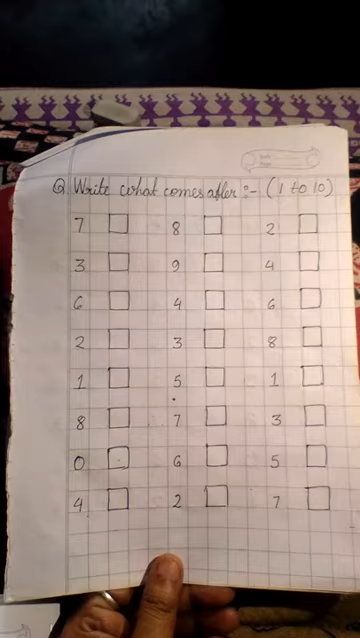 Q Write what comes after :- (1 to 10)
7 8 2
3 9 4
6 4 6
2 3 8
1 5 1
8 7 3
0 6 5
4 2 7